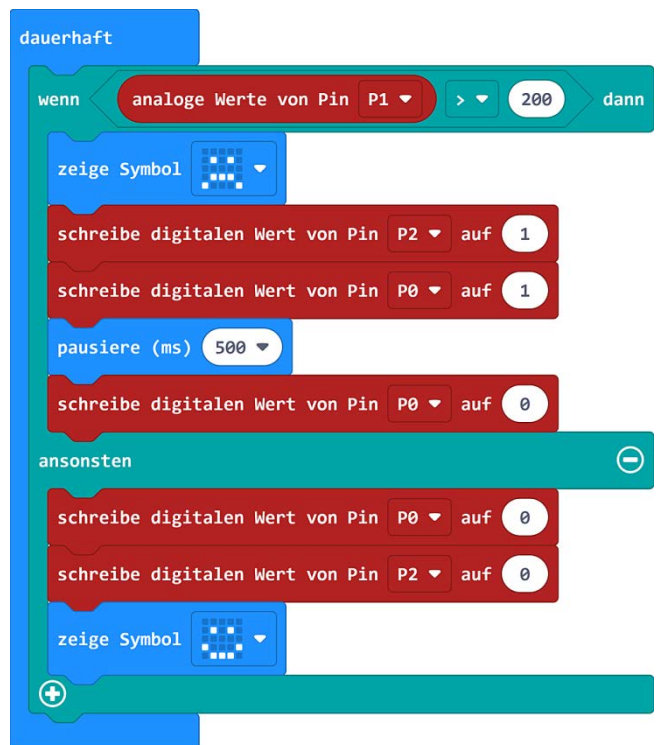 dauerhaft
wenn analoge Werte von Pin P1 > 200 dann
zeige Symbol
schreibe digitalen Wert von Pin P2 auf 1
schreibe digitalen Wert von Pin P0 auf 1
pausiere (ms) 500
schreibe digitalen Wert von Pin P0 auf 0
ansonsten
schreibe digitalen Wert von Pin P0 auf 0
schreibe digitalen Wert von Pin P2 auf 0
zeige Symbol